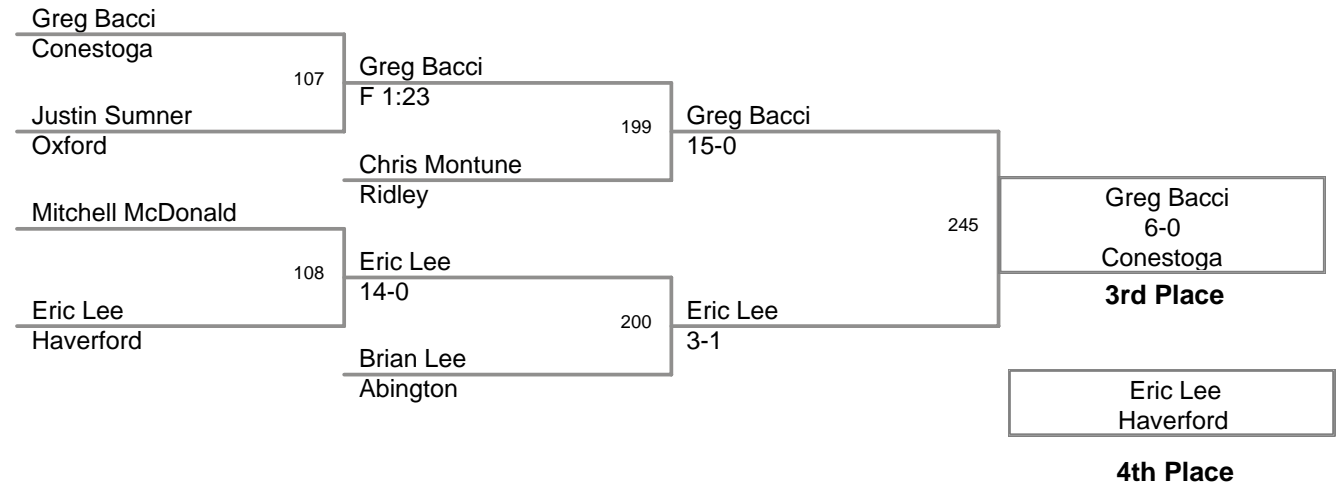 Greg Bacci
Conestoga
107
Greg Bacci
F 1:23
Justin Sumner
Oxford
199
Greg Bacci
15-0
Chris Montune
Ridley
Mitchell McDonald
245
Greg Bacci
6-0
Conestoga
3rd Place
108
Eric Lee
14-0
Eric Lee
Haverford
200
Eric Lee
3-1
Brian Lee
Abington
Eric Lee
Haverford
4th Place